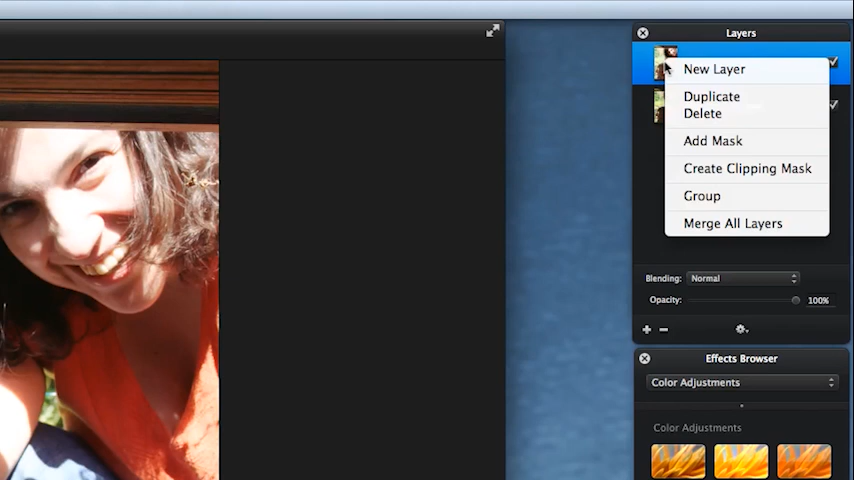 Layers
New Layer
Duplicate
Delete
Add Mask
Create Clipping Mask
Group
Merge All Layers
Blending: Normal
Opacity: 100%
Effects Browser
Color Adjustments
Color Adjustments